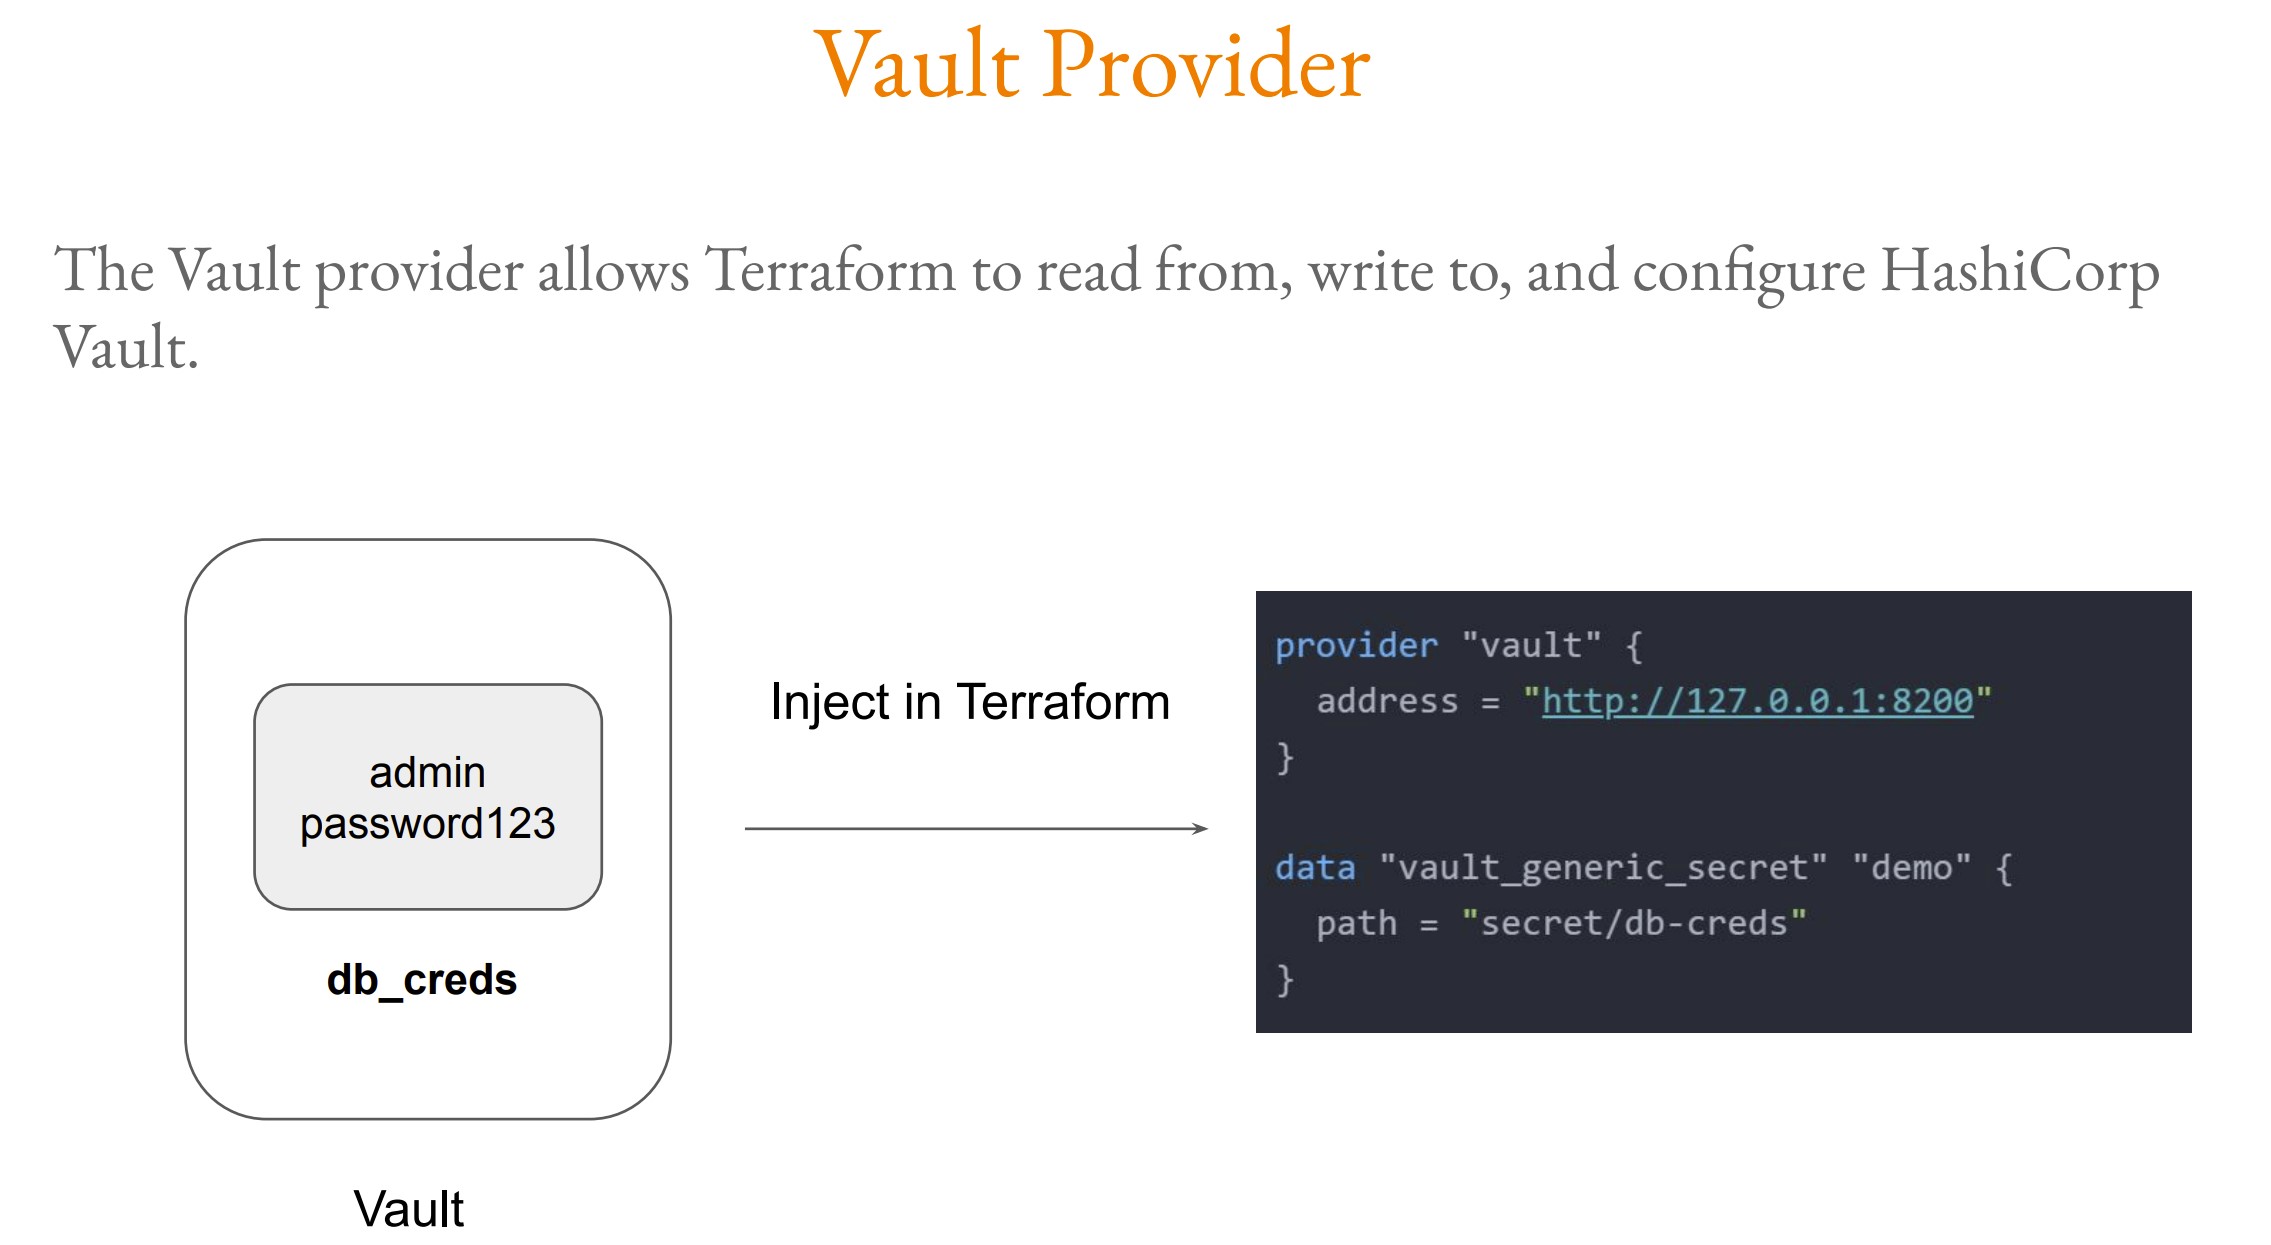 Vault Provider
The Vault provider allows Terraform to read from, write to, and configure HashiCorp
Vault.
admin
password123
db_creds
Vault
Inject in Terraform
provider "vault" {
  address = "http://127.0.0.1:8200"
}

data "vault_generic_secret" "demo" {
  path = "secret/db-creds"
}